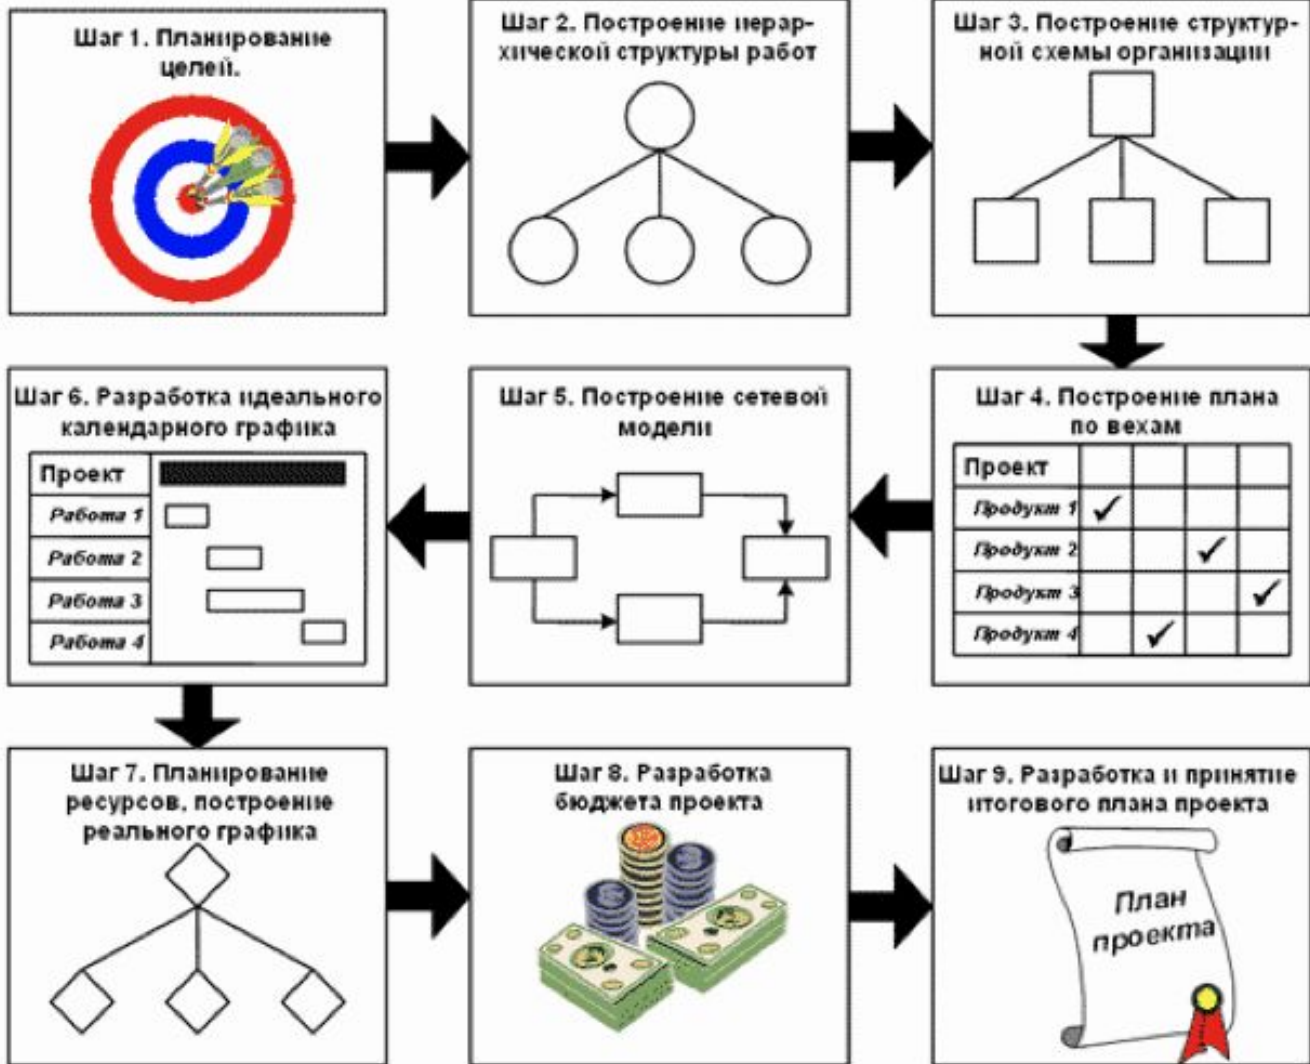 Шаг 1. Планирование
целей.
Шаг 2. Построение иерар-
хической структуры работ
Шаг 3. Построение структур-
ной схемы организации
Шаг 4. Построение плана
по вехам
Проект
Продукт 1
Продукт 2
Продукт 3
Продукт 4
Шаг 5. Построение сетевой
модели
Шаг 6. Разработка идеального
календарного графика
Проект
Работа 1
Работа 2
Работа 3
Работа 4
Шаг 7. Планирование
ресурсов, построение
реального графика
Шаг 8. Разработка
бюджета проекта
Шаг 9. Разработка и принятие
итогового плана проекта
План
проекта